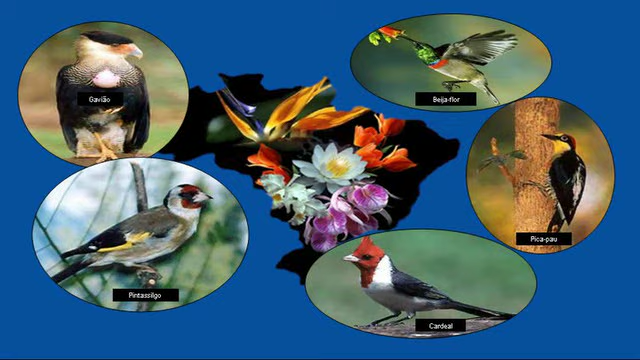 Gavião
Beija-flor
Pica-pau
Pintassilgo
Cardeal